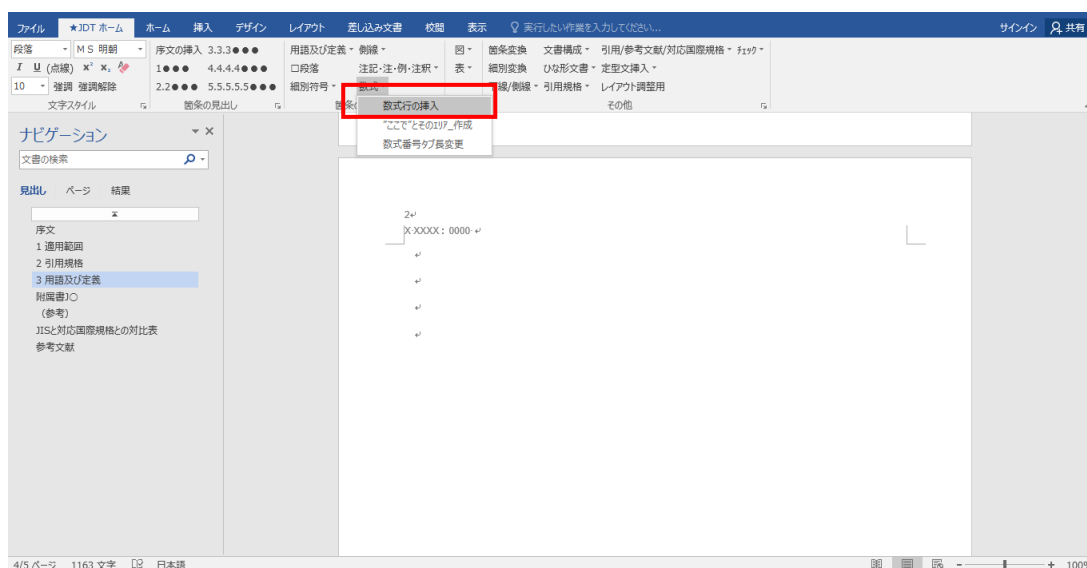 ファイル ★JDT ホーム ホーム 挿入 デザイン レイアウト 差し込み文書 校閲 表示 実行したい作業を入力してください... サインイン 共有
段落 MS 明朝 序文の挿入 3.3.3●●● 用語及び定義 側線 図 箇条変換 文書構成 引用/参考文献/対応国際規格 チェック
I U (点線) x² x₂ 1●●● 4.4.4.4●●● 口段落 注記・注・例・注釈 表 細別変換 ひな形文書 定型文挿入
10 強調 強調解除 2.2●●● 5.5.5.5.5●●● 細別符号 数式 線/側線 引用規格 レイアウト調整用
文字スタイル 箇条の見出し 箇条 その他
数式行の挿入
"ここで"とそのエリア_作成
数式番号タブ長変更
ナビゲーション
文書の検索
見出し ページ 結果
序文
1 適用範囲
2 引用規格
3 用語及び定義
附属書J〇
(参考)
JISと対応国際規格との対比表
参考文献
2
X XXXX：0000
4/5 ページ 1163 文字 日本語 100%